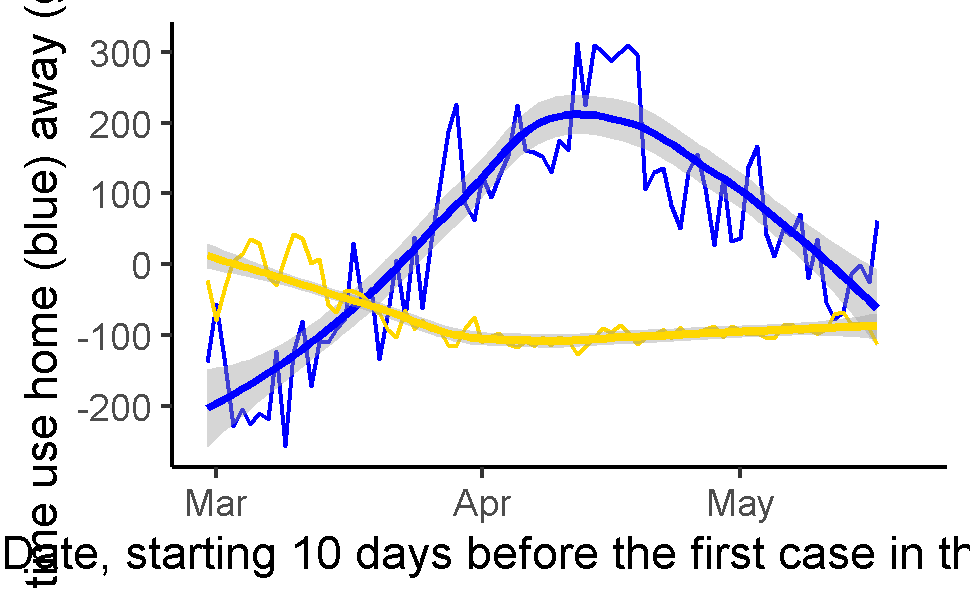 time use home (blue) away (
300
200
100
0
-100
-200
Mar Apr May
Date, starting 10 days before the first case in th